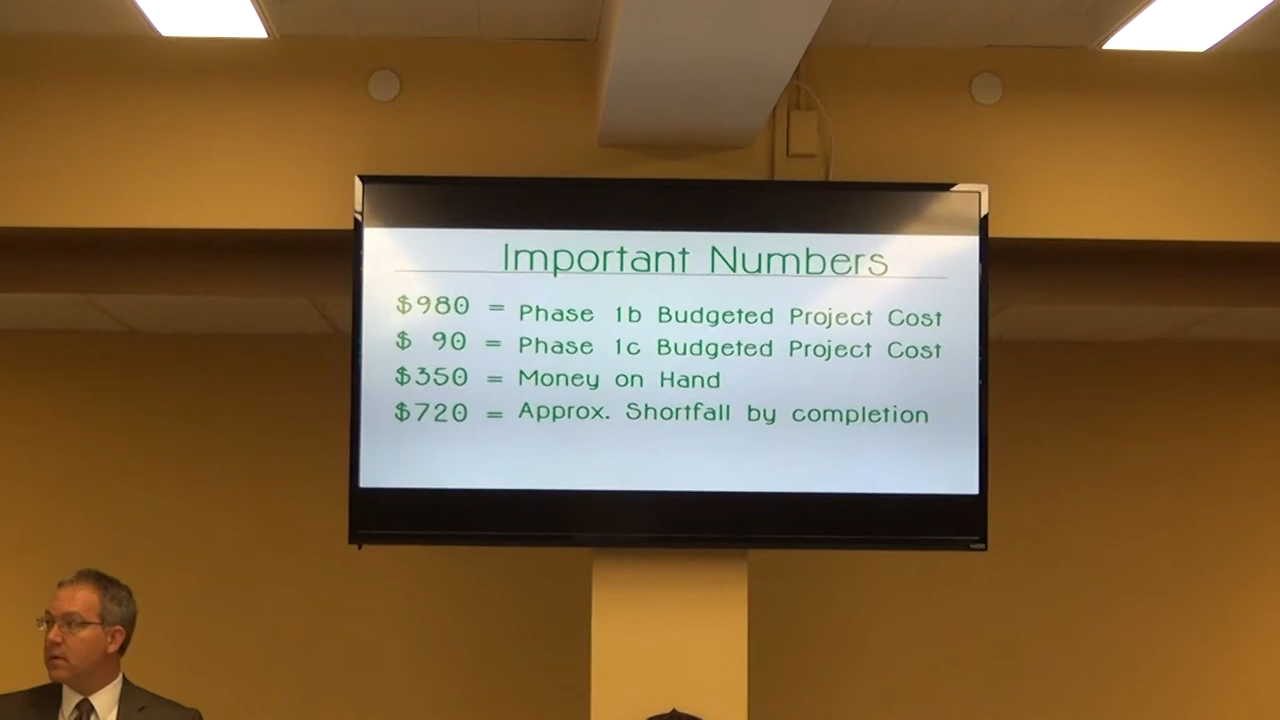 Important Numbers
$980 = Phase 1b Budgeted Project Cost
$ 90 = Phase 1c Budgeted Project Cost
$350 = Money on Hand
$720 = Approx. Shortfall by completion
VIZIO